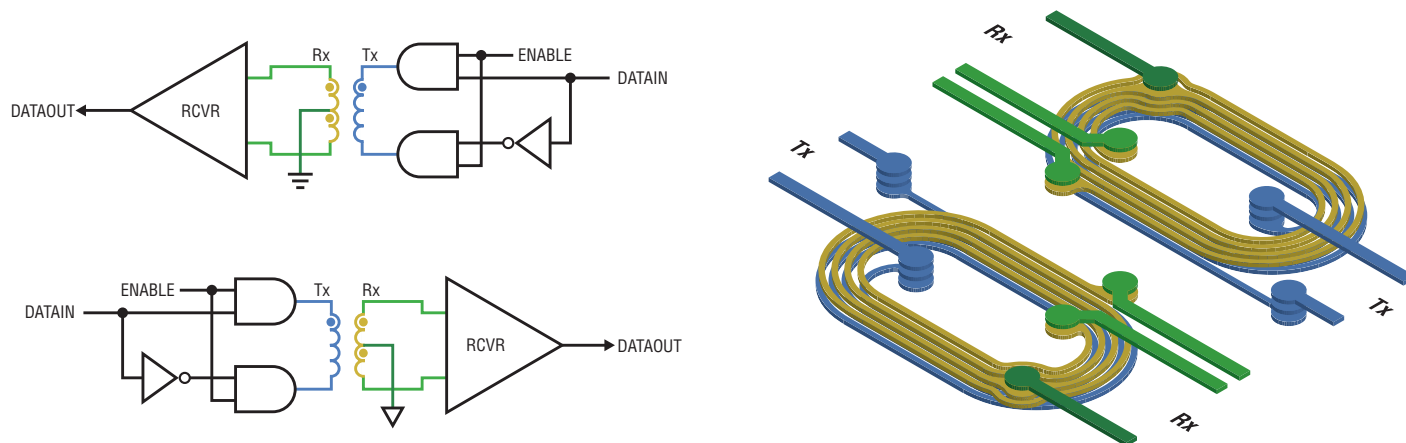 Rx Tx
ENABLE
DATAIN
DATAOUT
RCVR
ENABLE
Tx Rx
DATAIN
RCVR
DATAOUT
Rx
Tx
Tx
Rx